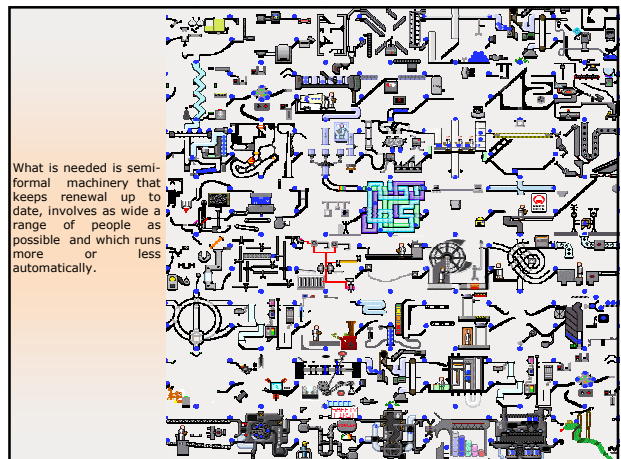 What is needed is semi-
formal machinery that
keeps renewal up to
date, involves as wide a
range of people as
possible and which runs
more or less
automatically.